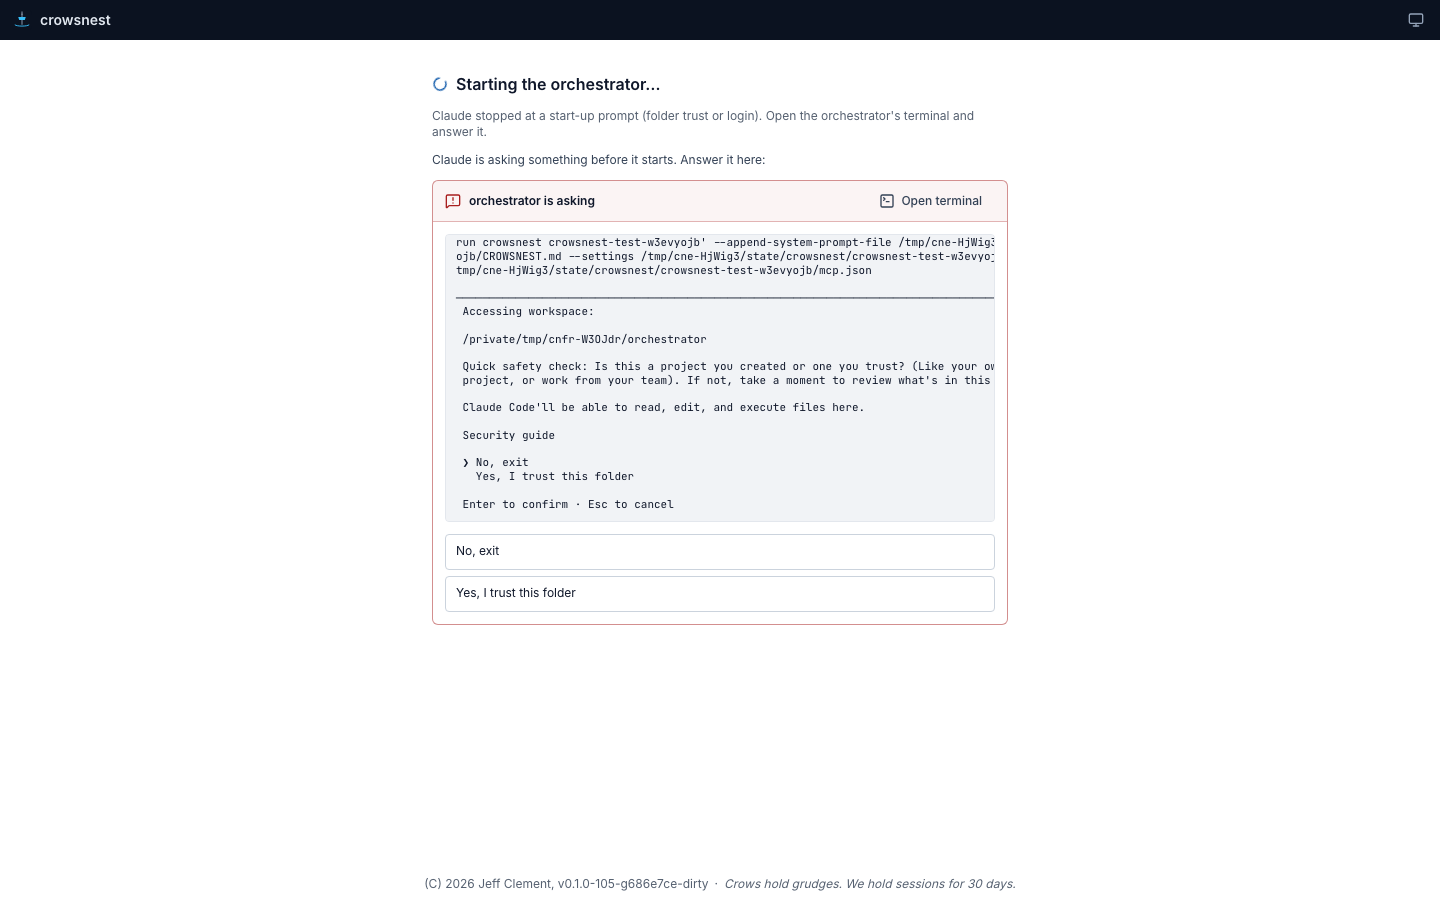 crowsnest
Starting the orchestrator...
Claude stopped at a start-up prompt (folder trust or login). Open the orchestrator's terminal and
answer it.
Claude is asking something before it starts. Answer it here:
orchestrator is asking
Open terminal
run crowsnest crowsnest-test-w3evyojb' --append-system-prompt-file /tmp/cne-HjWig3
ojb/CROWSNEST.md --settings /tmp/cne-HjWig3/state/crowsnest/crowsnest-test-w3evyoj
tmp/cne-HjWig3/state/crowsnest/crowsnest-test-w3evyojb/mcp.json
Accessing workspace:
/private/tmp/cnfr-W3OJdr/orchestrator
Quick safety check: Is this a project you created or one you trust? (Like your ow
project, or work from your team). If not, take a moment to review what's in this
Claude Code'll be able to read, edit, and execute files here.
Security guide
❯ No, exit
Yes, I trust this folder
Enter to confirm · Esc to cancel
No, exit
Yes, I trust this folder
(C) 2026 Jeff Clement, v0.1.0-105-g686e7ce-dirty · Crows hold grudges. We hold sessions for 30 days.